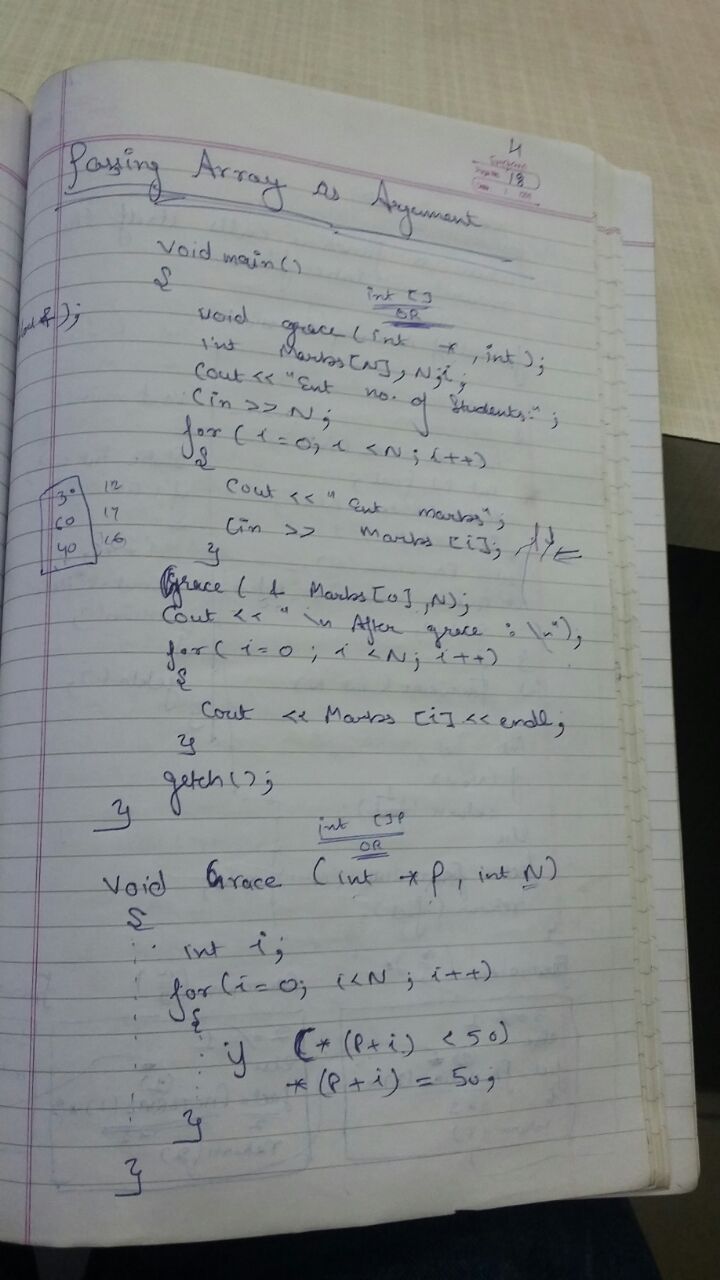 4
18
Passing Array as Argument
void main()
{
int []
OR
void grace(int *, int);
int Marks[N], N, i;
Cout << "Ent no. of Students:";
Cin >> N;
for( i=0; i <N; i++)
{
Cout << "Ent marks";
Cin >> Marks [i];
}
30 12
60 17
40 16
Grace( & Marks[0], N);
Cout << "\n After grace : \n");
for( i=0 ; i <N; i++)
{
Cout << Marks [i] << endl;
}
getch();
}
int []P
OR
Void Grace (int *P, int N)
{
int i;
for(i=0; i<N ; i++)
{
if (*(P+i) <50)
*(P+i) = 50;
}
}